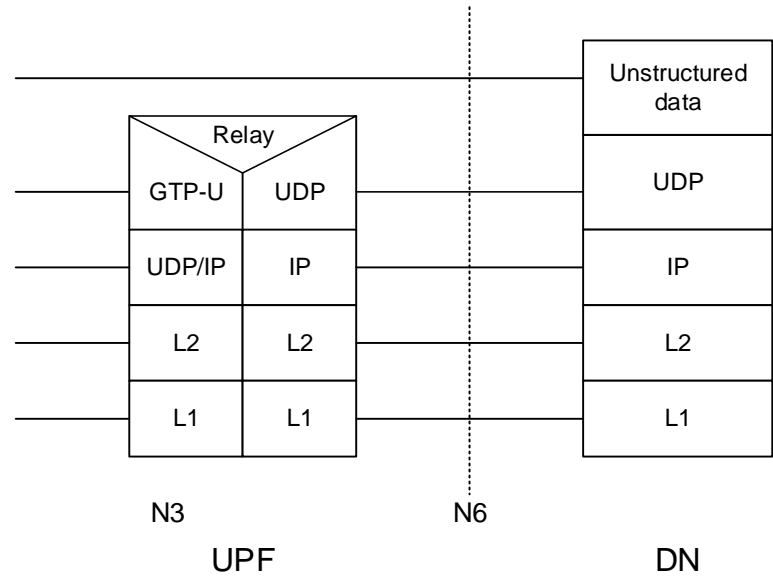 Unstructured
data
Relay
GTP-U
UDP
UDP
UDP/IP
IP
IP
L2
L2
L2
L1
L1
L1
N3
N6
UPF
DN